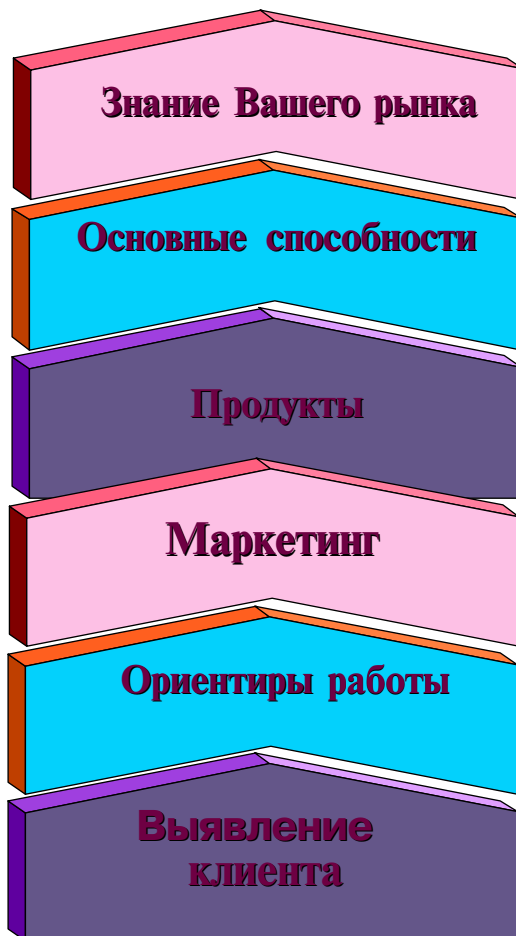 Знание Вашего рынка
Основные способности
Продукты
Маркетинг
Ориентиры работы
Выявление
клиента